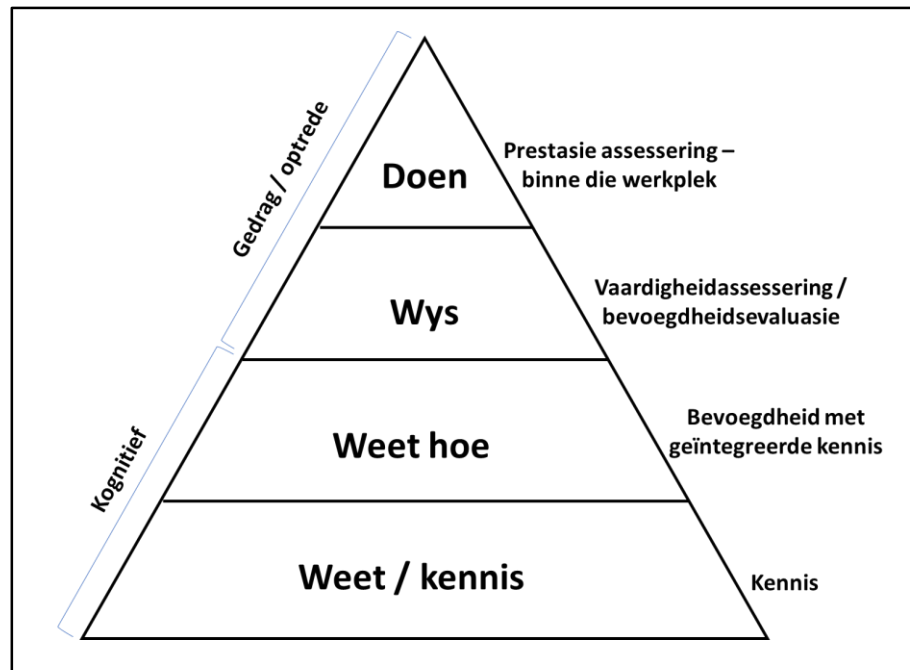 Gedrag / optrede
Doen
Prestasie assessering –
binne die werkplek
Wys
Vaardigheidassessering /
bevoegdheidsevaluasie
Kognitief
Weet hoe
Bevoegdheid met
geïntegreerde kennis
Weet / kennis
Kennis